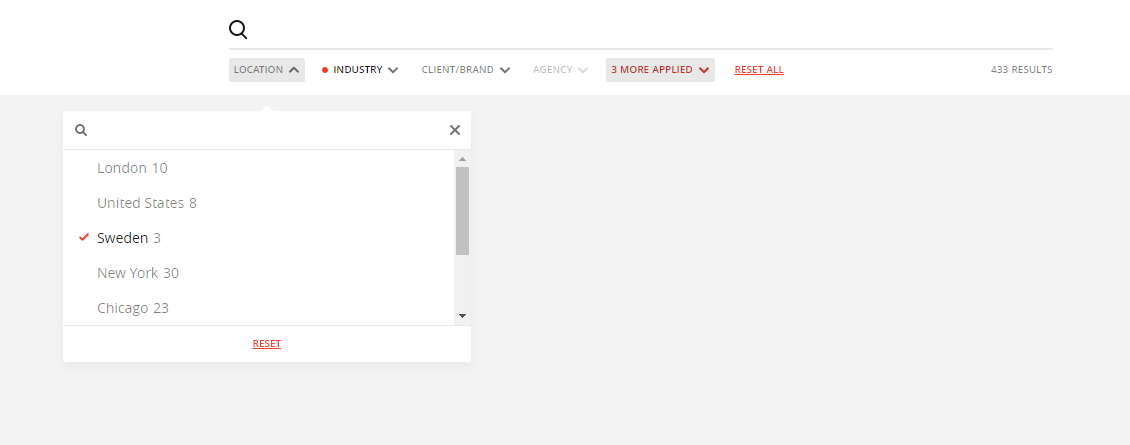 LOCATION INDUSTRY CLIENT/BRAND AGENCY 3 MORE APPLIED RESET ALL 433 RESULTS
London 10
United States 8
Sweden 3
New York 30
Chicago 23
RESET